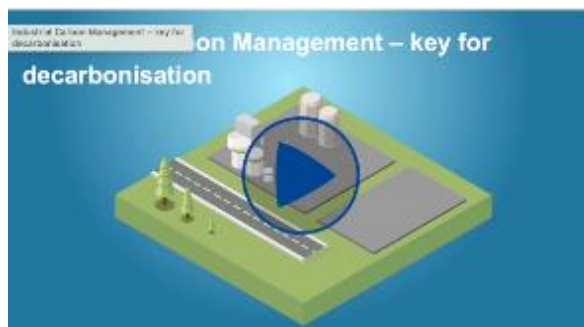 Industrial Carbon Management – key for
decarbonisation
on Management – key for
decarbonisation